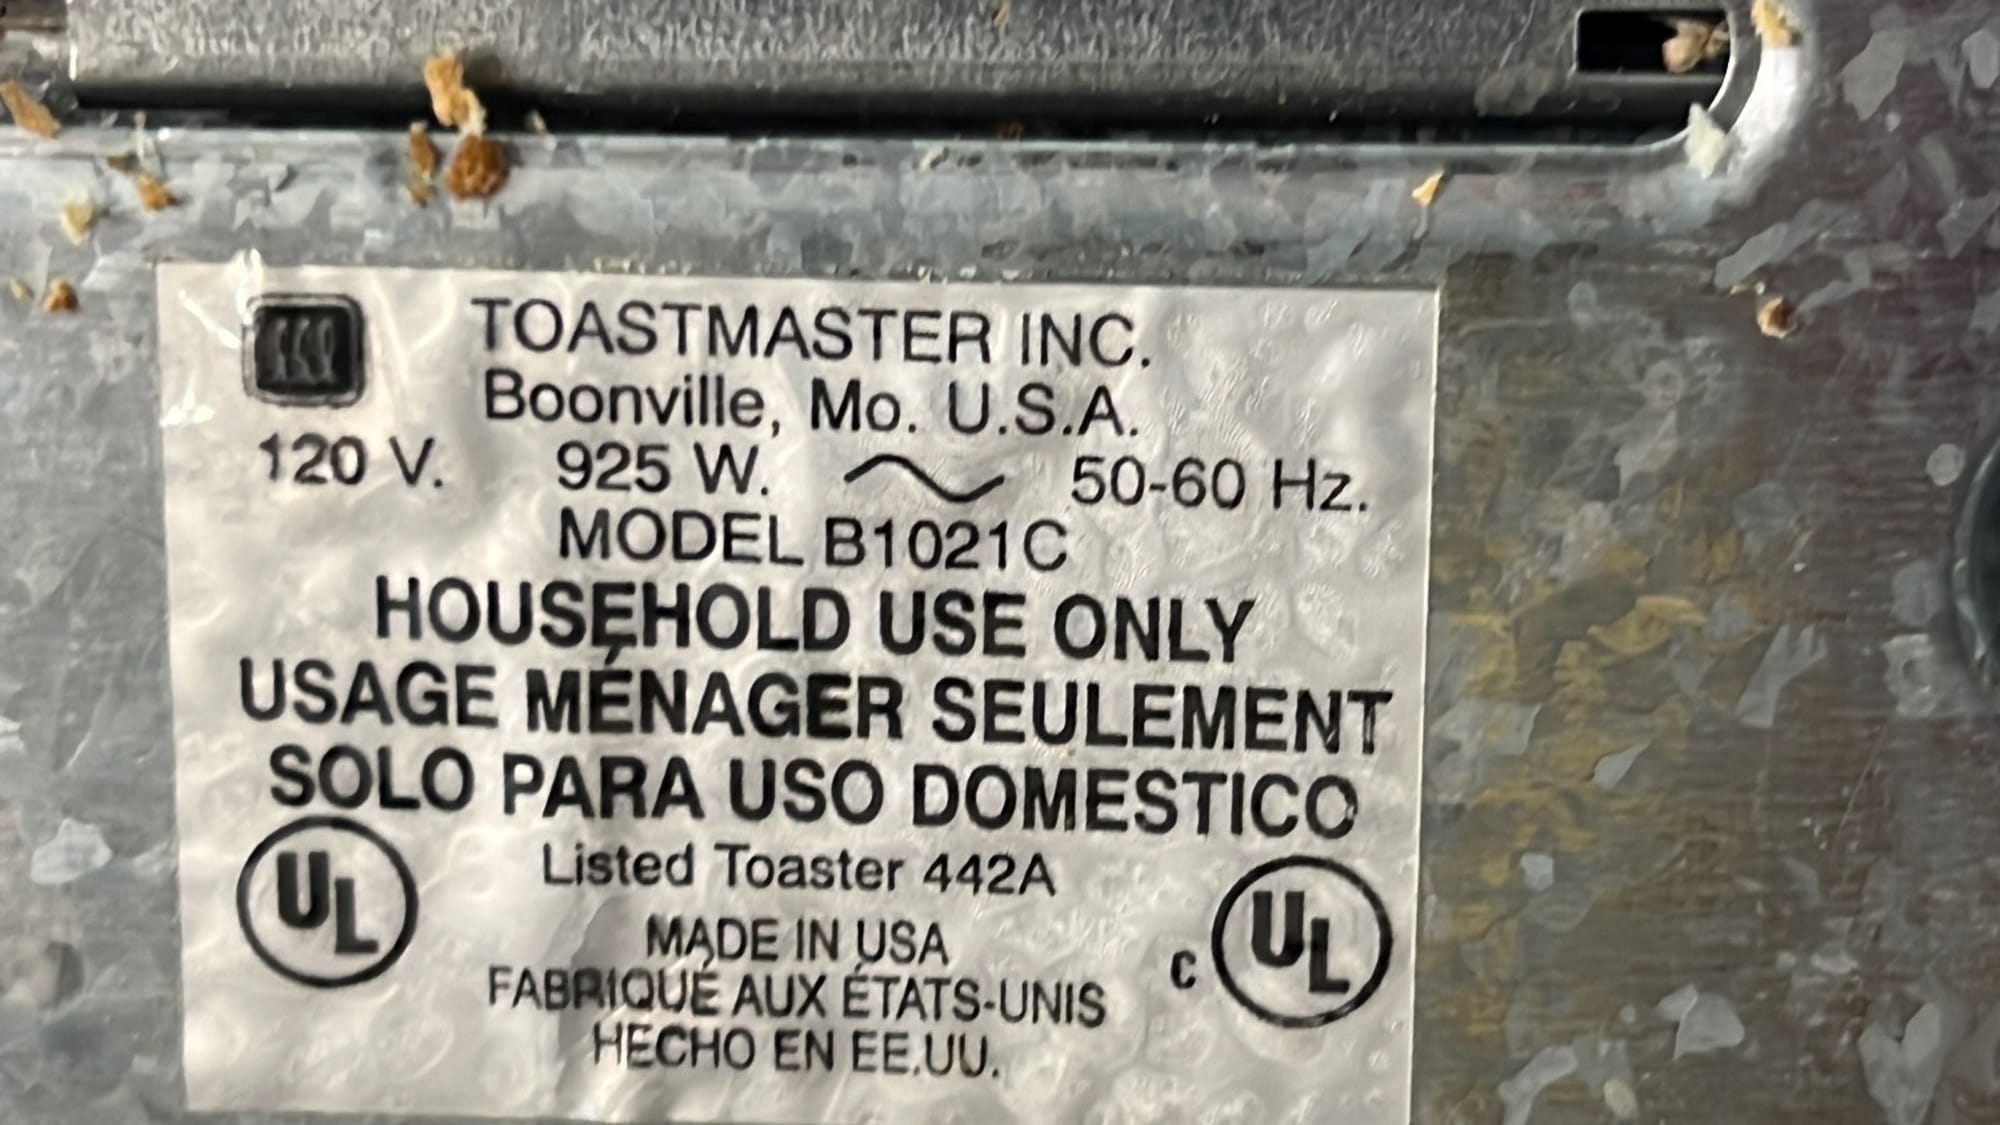 TOASTMASTER INC.
Boonville, Mo. U.S.A.
120 V. 925 W. 50-60 Hz.
MODEL B1021C
HOUSEHOLD USE ONLY
USAGE MÉNAGER SEULEMENT
SOLO PARA USO DOMESTICO
UL
Listed Toaster 442A
MADE IN USA
FABRIQUÉ AUX ÉTATS-UNIS
HECHO EN EE.UU.
C UL